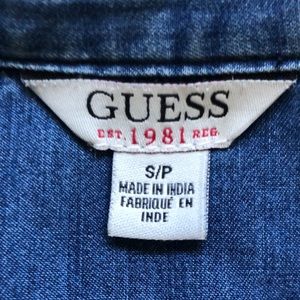 GUESS
EST. 1981 REG.
S/P
MADE IN INDIA
FABRIQUÉ EN
INDE